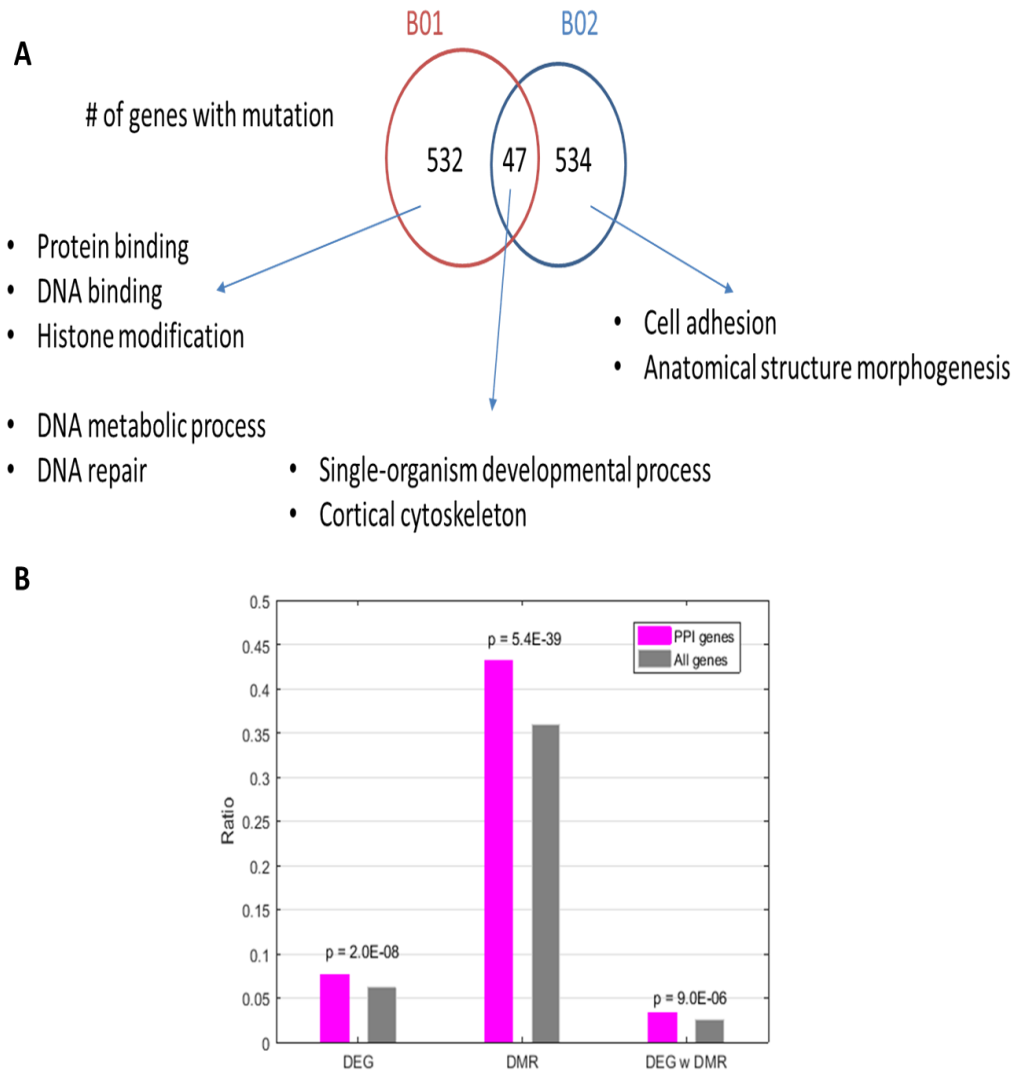 A
BO1
BO2
# of genes with mutation
532
47
534
• Protein binding
• DNA binding
• Histone modification
• DNA metabolic process
• DNA repair
• Cell adhesion
• Anatomical structure morphogenesis
• Single-organism developmental process
• Cortical cytoskeleton
B
0.5
0.45
0.4
0.35
0.3
0.25
0.2
0.15
0.1
0.05
0
Ratio
p = 2.0E-08
p = 5.4E-39
p = 9.0E-06
PPI genes
All genes
DEG
DMR
DEG w DMR